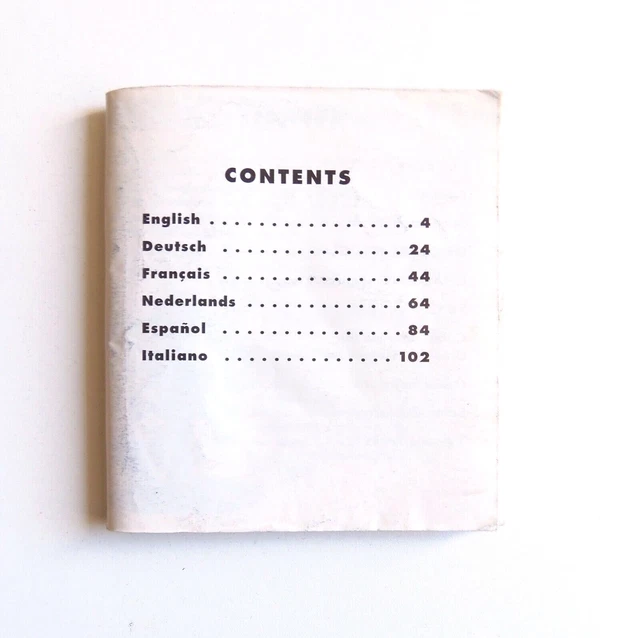 CONTENTS
English . . . . . . . . . . . . . . . . . 4
Deutsch . . . . . . . . . . . . . . . 24
Français . . . . . . . . . . . . . . . 44
Nederlands . . . . . . . . . . . . . 64
Español . . . . . . . . . . . . . . . 84
Italiano . . . . . . . . . . . . . . 102